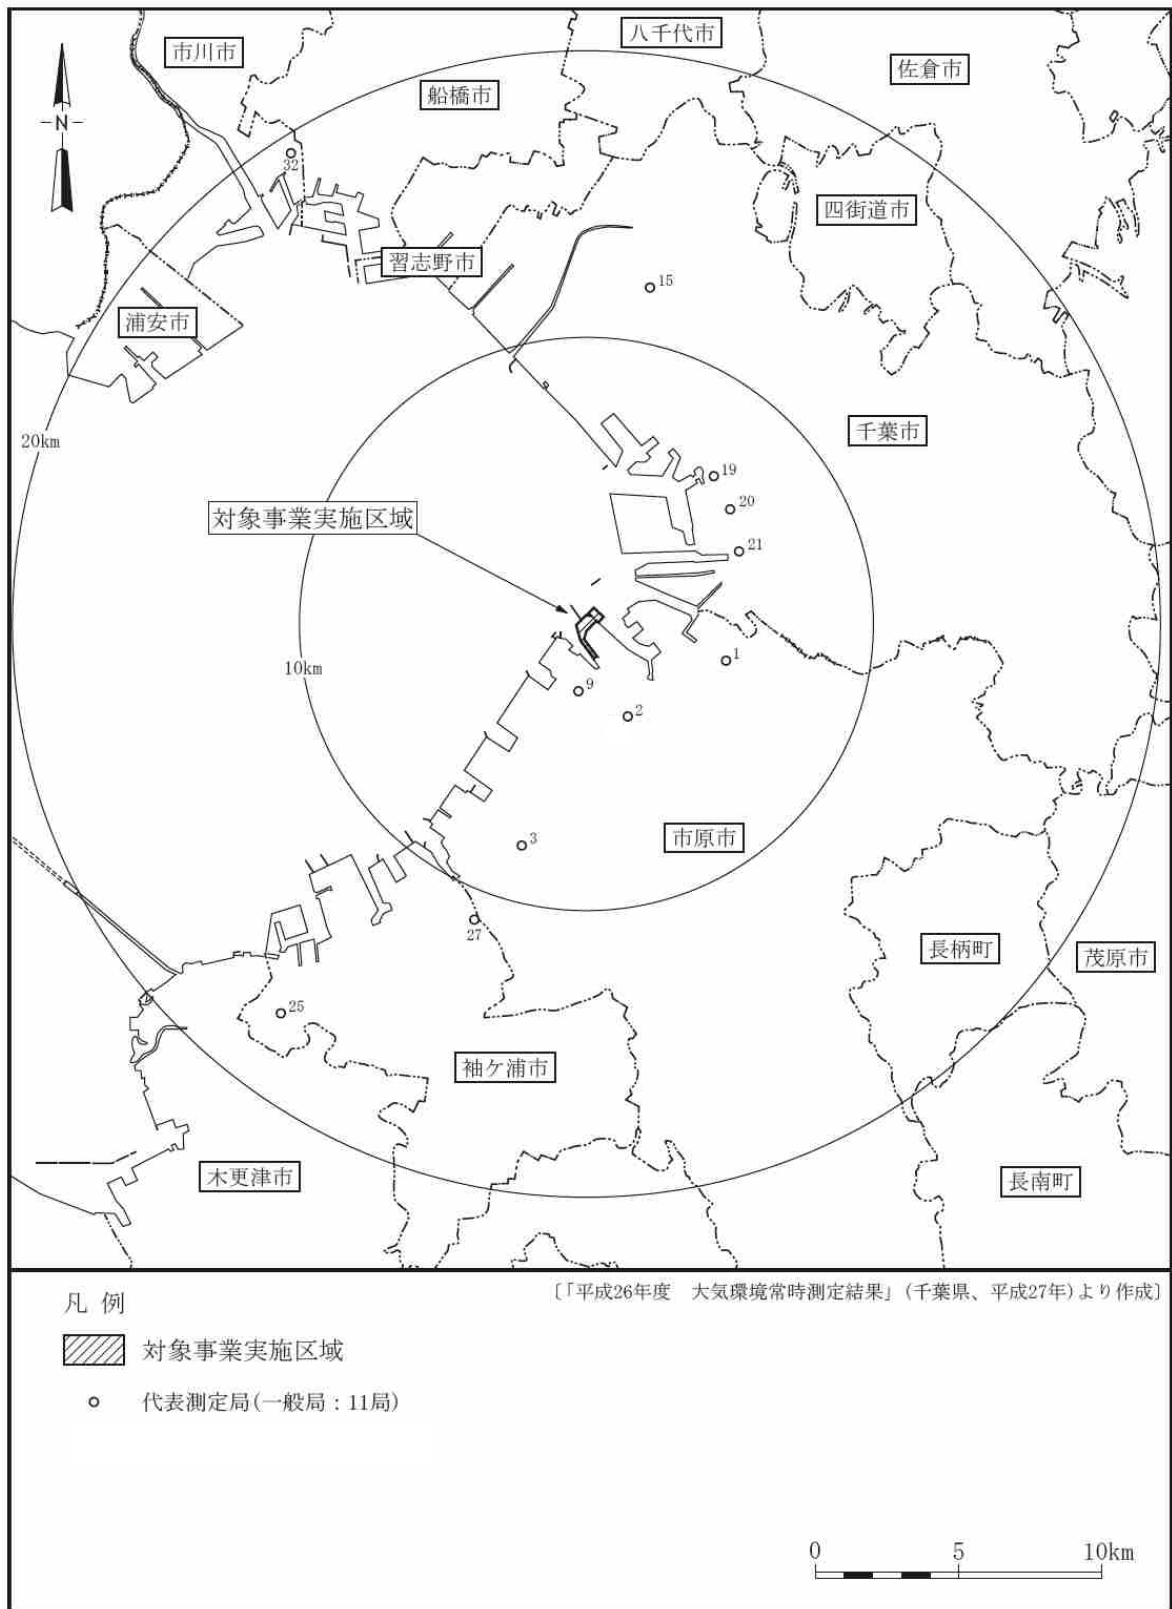 八千代市
市川市
佐倉市
船橋市
N
32
四街道市
習志野市
15
浦安市
千葉市
20km
19
20
対象事業実施区域
21
1
10km
9
2
市原市
3
27
長柄町
茂原市
25
袖ケ浦市
木更津市
長南町
〔「平成26年度　大気環境常時測定結果」(千葉県、平成27年)より作成〕
凡 例
対象事業実施区域
代表測定局(一般局：11局)
0 5 10km